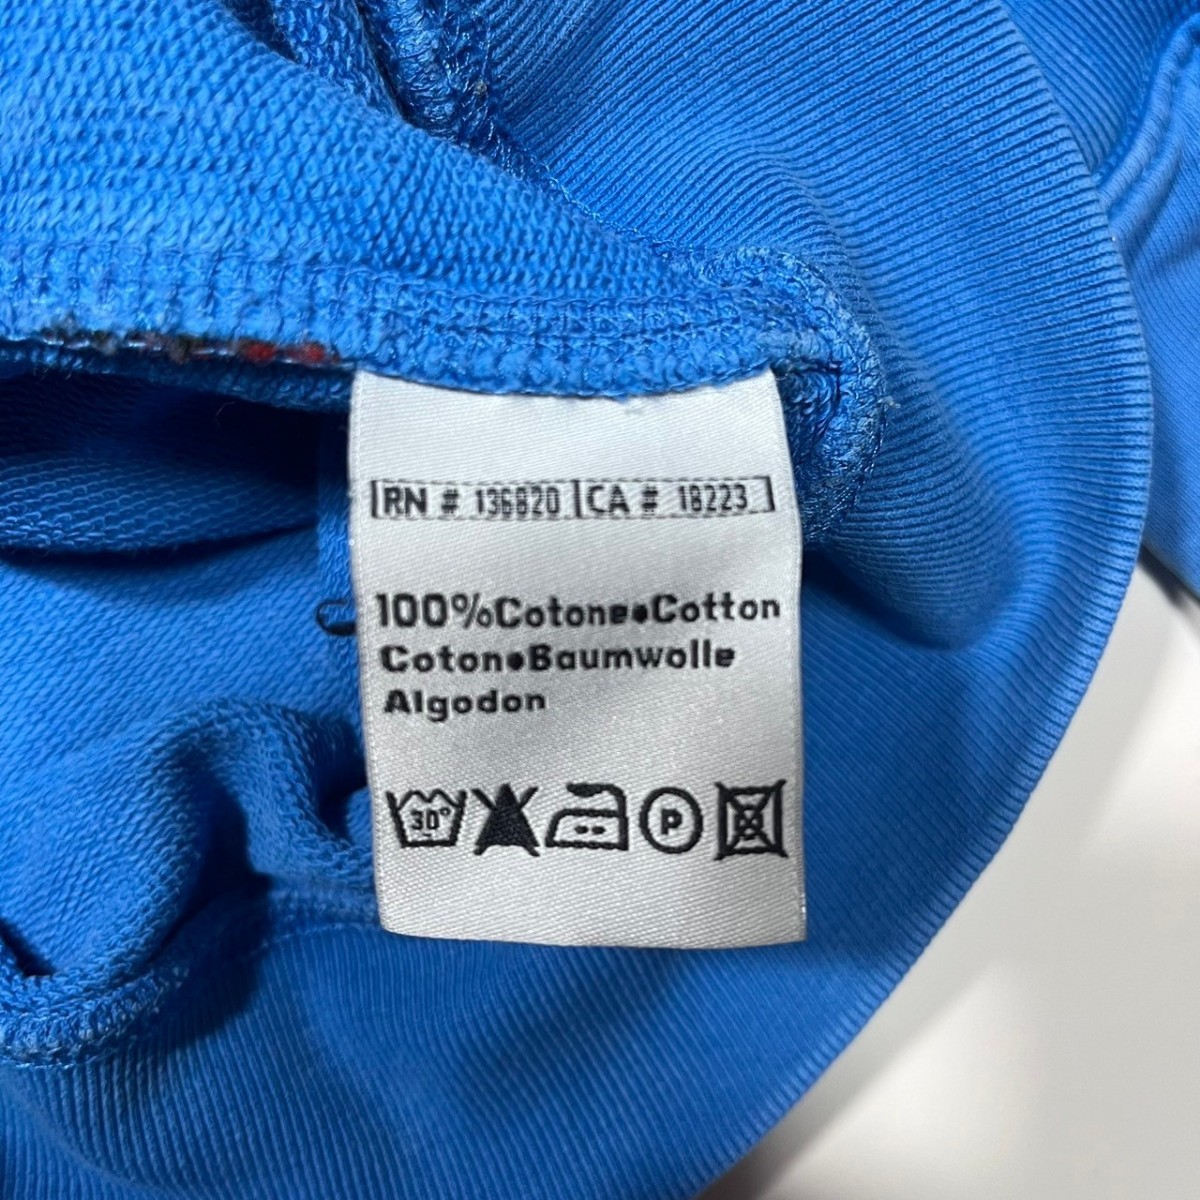 RN # 136820 CA # 18223
100%Cotone•Cotton
Coton•Baumwolle
Algodon
30°
P